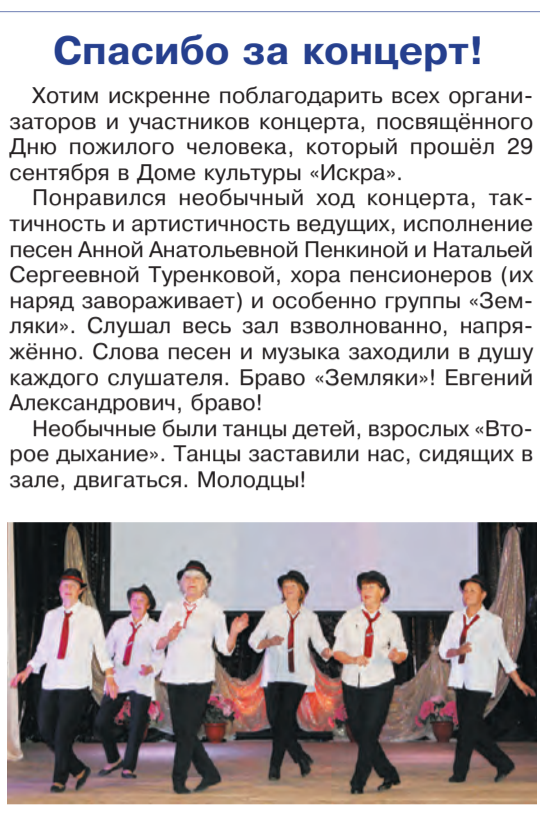 Спасибо за концерт!
Хотим искренне поблагодарить всех органи-
заторов и участников концерта, посвящённого
Дню пожилого человека, который прошёл 29
сентября в Доме культуры «Искра».
Понравился необычный ход концерта, так-
тичность и артистичность ведущих, исполнение
песен Анной Анатольевной Пенкиной и Натальей
Сергеевной Туренковой, хора пенсионеров (их
наряд завораживает) и особенно группы «Зем-
ляки». Слушал весь зал взволнованно, напря-
жённо. Слова песен и музыка заходили в душу
каждого слушателя. Браво «Земляки»! Евгений
Александрович, браво!
Необычные были танцы детей, взрослых «Вто-
рое дыхание». Танцы заставили нас, сидящих в
зале, двигаться. Молодцы!